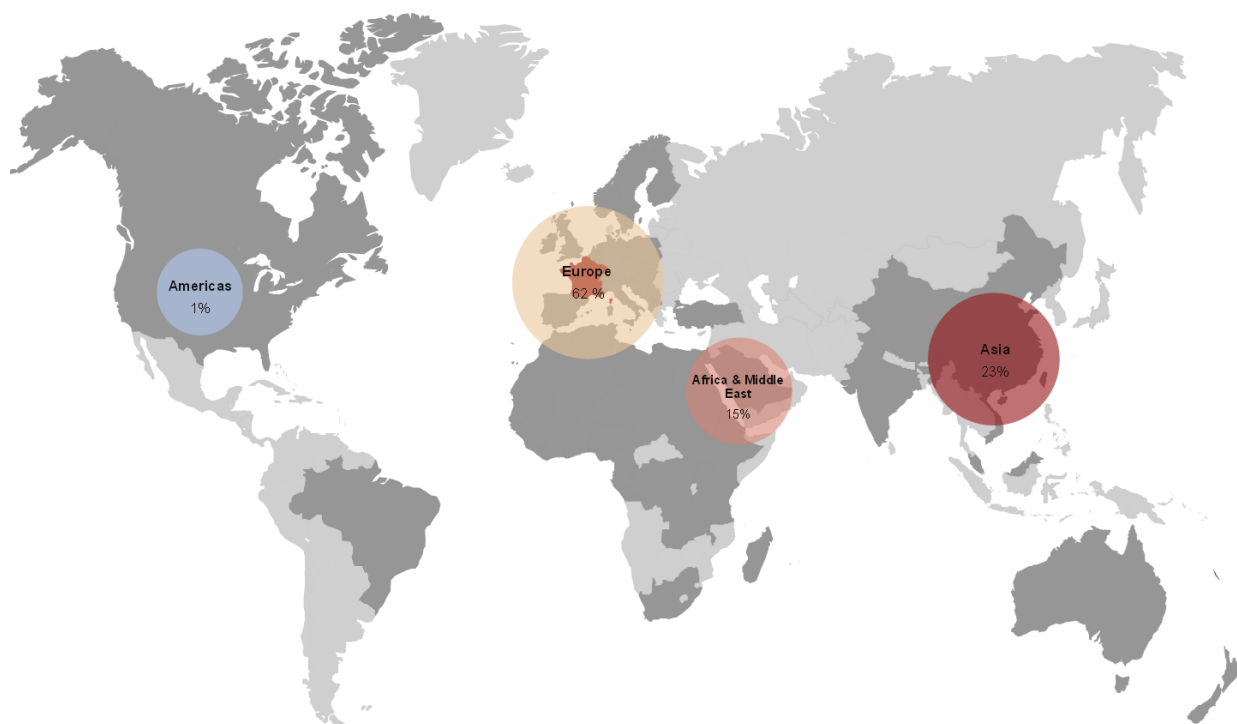 Americas
1%
Europe
62 %
Africa & Middle
East
15%
Asia
23%